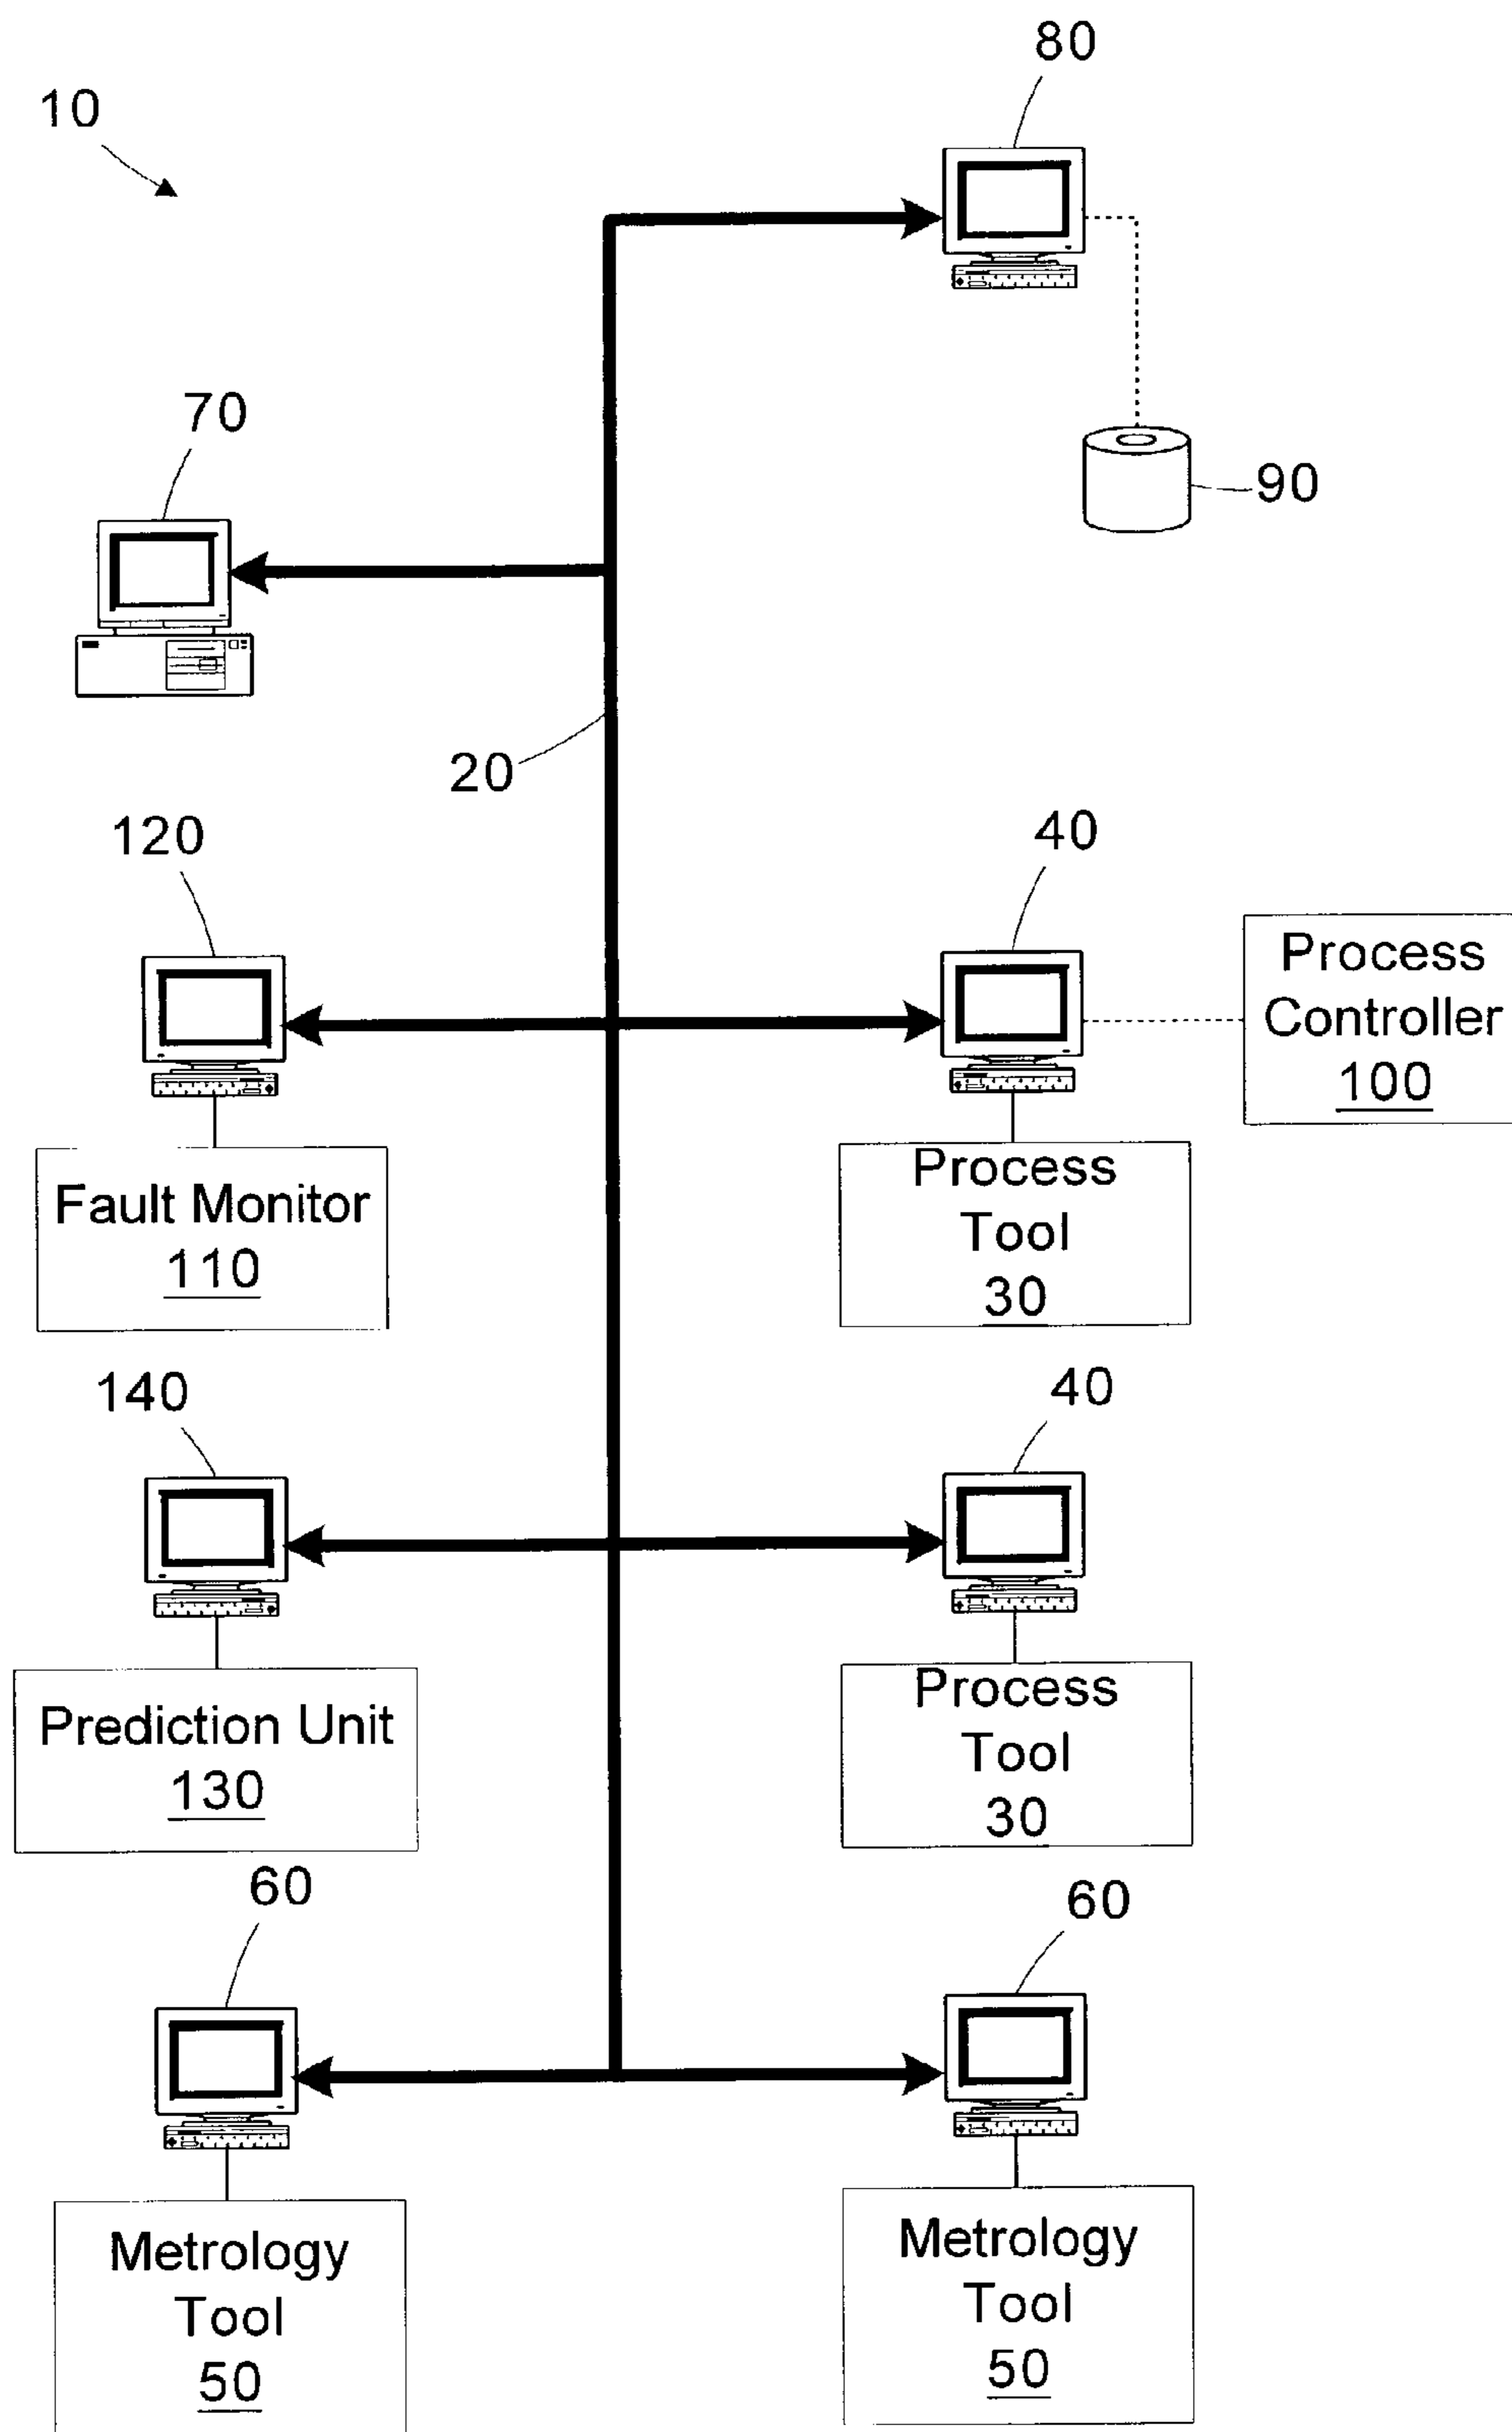 80
10
70
90
20
120
40
Process
Controller
100
Fault Monitor
110
Process
Tool
30
140
40
Prediction Unit
130
Process
Tool
30
60
60
Metrology
Tool
50
Metrology
Tool
50